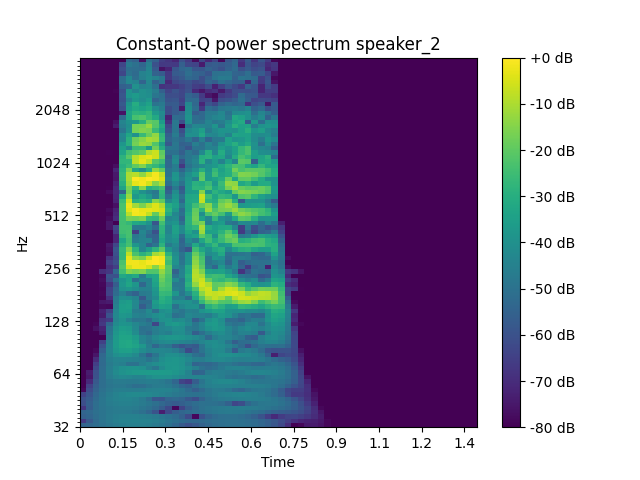 Constant-Q power spectrum speaker_2
Hz
2048
1024
512
256
128
64
32
0 0.15 0.3 0.45 0.6 0.75 0.9 1.1 1.2 1.4
Time
+0 dB
-10 dB
-20 dB
-30 dB
-40 dB
-50 dB
-60 dB
-70 dB
-80 dB